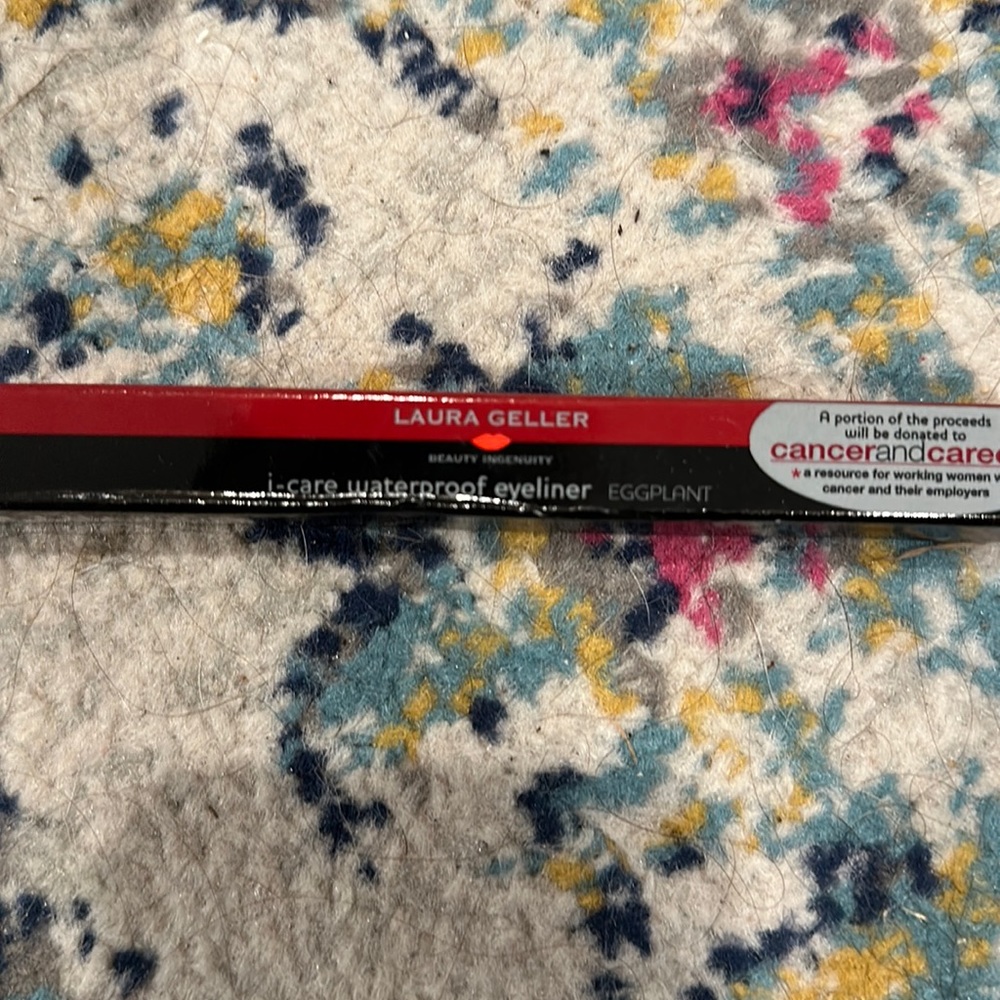 LAURA GELLER
BEAUTY INGENUITY
i-care waterproof eyeliner EGGPLANT
A portion of the proceeds
will be donated to
cancerandcaree
*a resource for working women w
cancer and their employers